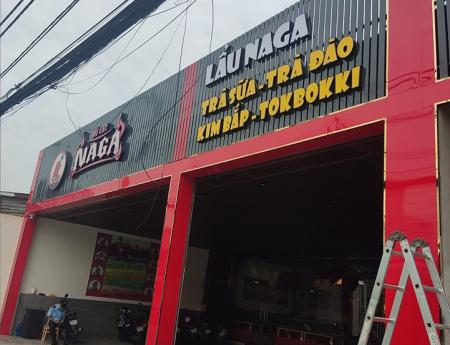 NAGA
LẨU NAGA
TRÀ SỮA - TRÀ ĐÀO
KIM BẮP - TOKBOKKI